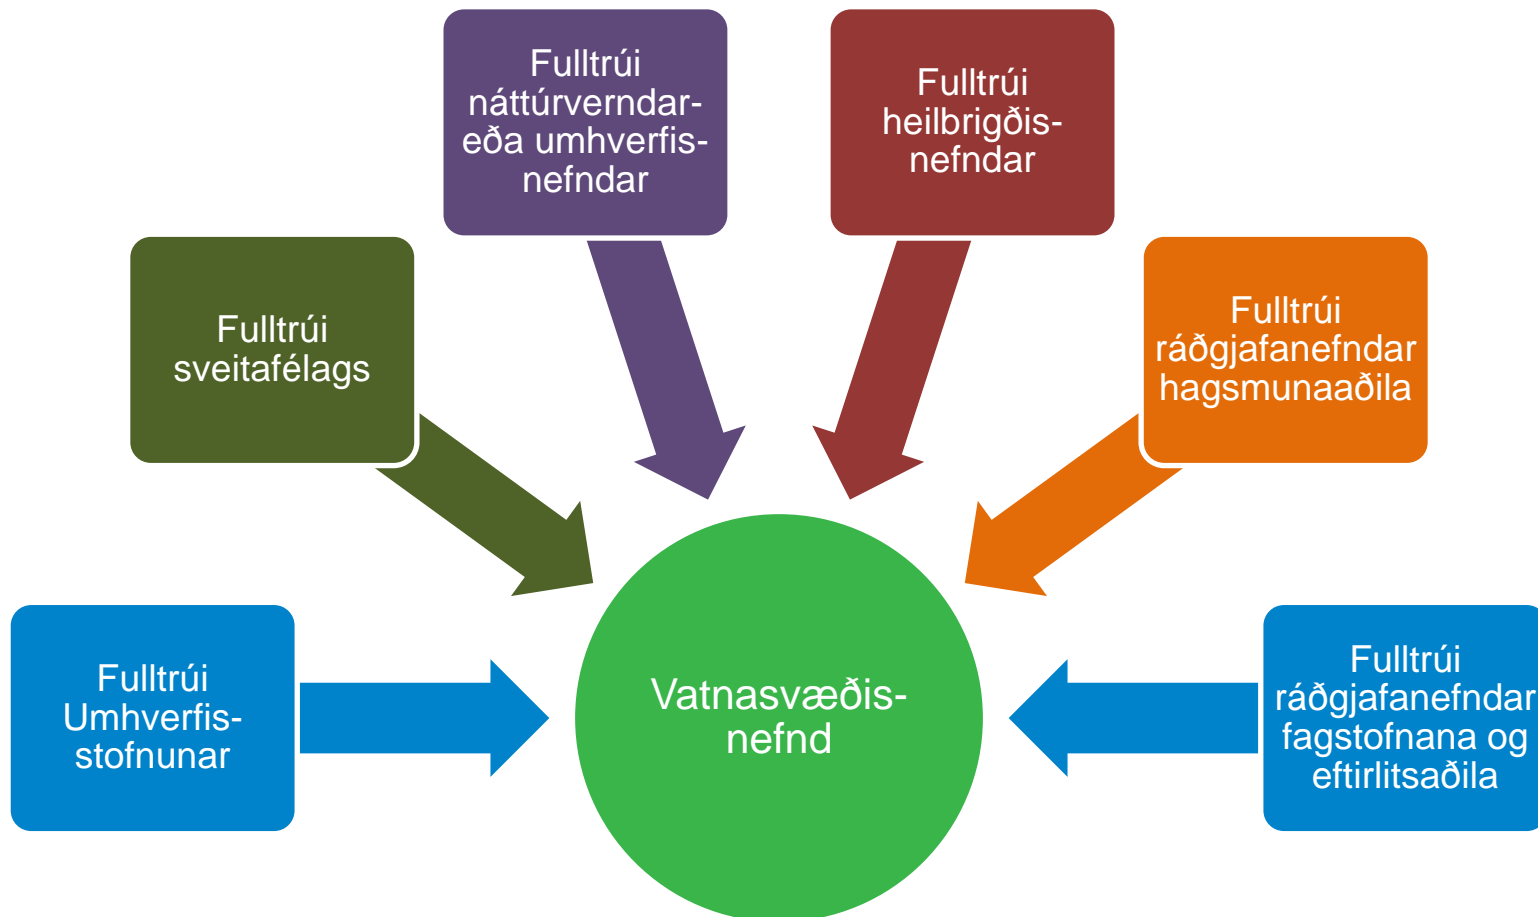 Fulltrúi
náttúrverndar-
eða umhverfis-
nefndar
Fulltrúi
heilbrigðis-
nefndar
Fulltrúi
sveitafélags
Fulltrúi
ráðgjafanefndar
hagsmunaaðila
Fulltrúi
Umhverfis-
stofnunar
Vatnasvæðis-
nefnd
Fulltrúi
ráðgjafanefndar
fagstofnana og
eftirlitsaðila